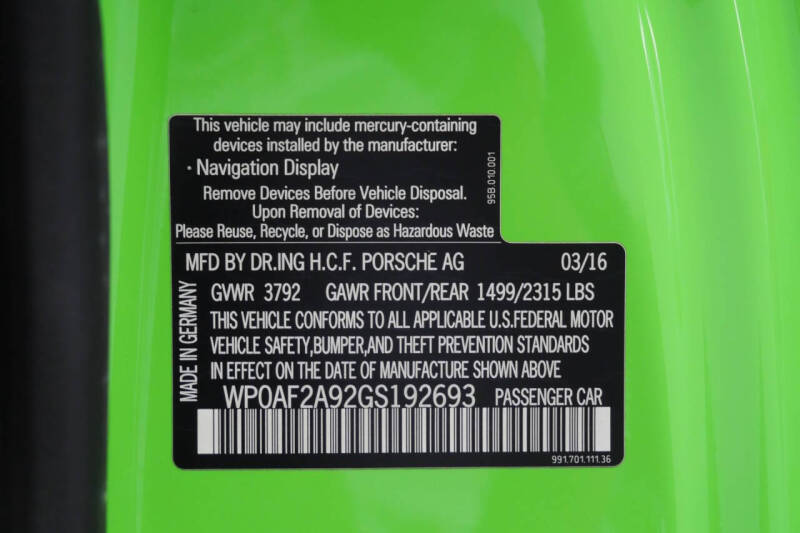 This vehicle may include mercury-containing
devices installed by the manufacturer:
· Navigation Display
Remove Devices Before Vehicle Disposal.
Upon Removal of Devices:
Please Reuse, Recycle, or Dispose as Hazardous Waste
95B.010.001
MFD BY DR.ING H.C.F. PORSCHE AG 03/16
GVWR 3792 GAWR FRONT/REAR 1499/2315 LBS
THIS VEHICLE CONFORMS TO ALL APPLICABLE U.S.FEDERAL MOTOR
VEHICLE SAFETY,BUMPER,AND THEFT PREVENTION STANDARDS
IN EFFECT ON THE DATE OF MANUFACTURE SHOWN ABOVE
MADE IN GERMANY
WP0AF2A92GS192693 PASSENGER CAR
991.701.111.36